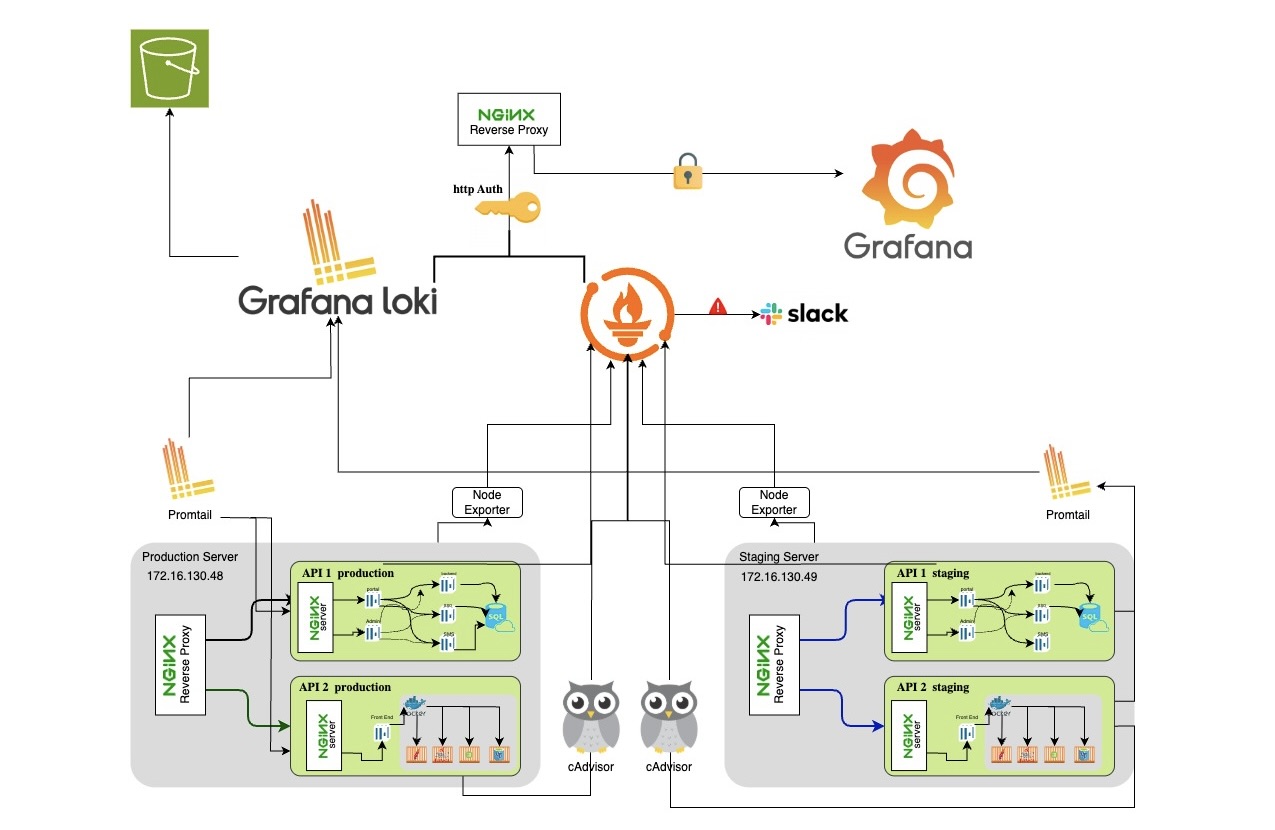 NGINX
Reverse Proxy
http Auth
Grafana
Grafana loki
slack
Node
Exporter
Node
Exporter
Promtail
Promtail
Production Server
172.16.130.48
API 1 production
NGINX
server
portal
Admin
backend
SMS
SQL
NGINX
Reverse Proxy
API 2 production
NGINX
server
Front End
docker
cAdvisor
cAdvisor
Staging Server
172.16.130.49
API 1 staging
NGINX
server
portal
Admin
backend
SMS
SQL
NGINX
Reverse Proxy
API 2 staging
NGINX
server
Front End
docker